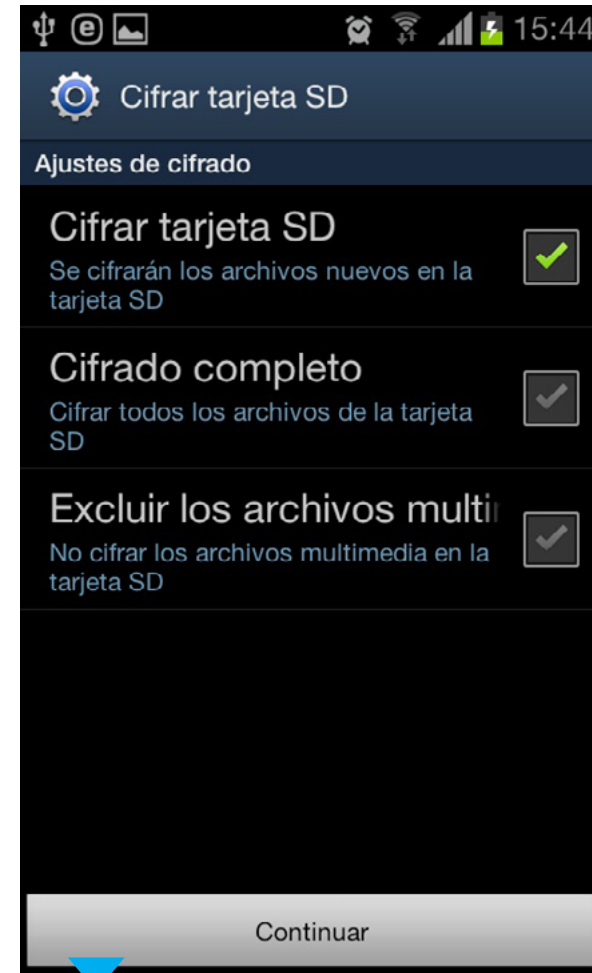 15:44
Cifrar tarjeta SD
Ajustes de cifrado
Cifrar tarjeta SD
Se cifrarán los archivos nuevos en la
tarjeta SD
Cifrado completo
Cifrar todos los archivos de la tarjeta
SD
Excluir los archivos multi
No cifrar los archivos multimedia en la
tarjeta SD
Continuar